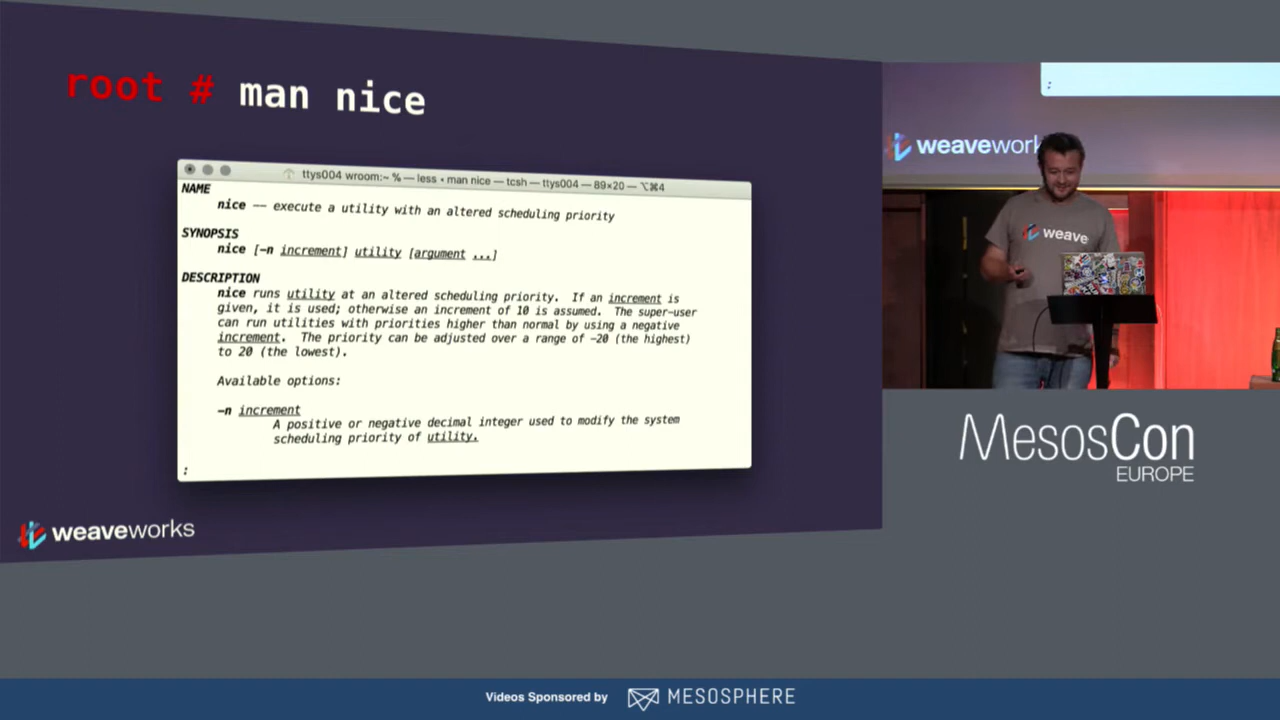 root # man nice
ttys004 wroom:~ % — less • man nice — tcsh — ttys004 — 89×20 — ⌥⌘4
NAME
nice —— execute a utility with an altered scheduling priority
SYNOPSIS
nice [—n increment] utility [argument ...]
DESCRIPTION
nice runs utility at an altered scheduling priority. If an increment is
given, it is used; otherwise an increment of 10 is assumed. The super-user
can run utilities with priorities higher than normal by using a negative
increment. The priority can be adjusted over a range of -20 (the highest)
to 20 (the lowest).
Available options:
—n increment
A positive or negative decimal integer used to modify the system
scheduling priority of utility.
:
weaveworks
:
weavework
weave
MesosCon
EUROPE
Videos Sponsored by MESOSPHERE